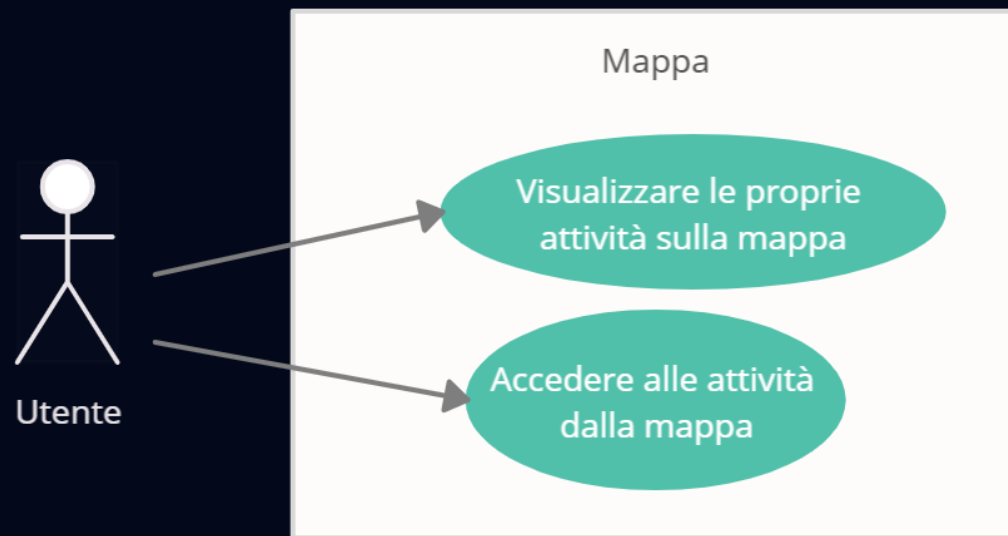 Mappa
Visualizzare le proprie
attività sulla mappa
Accedere alle attività
dalla mappa
Utente